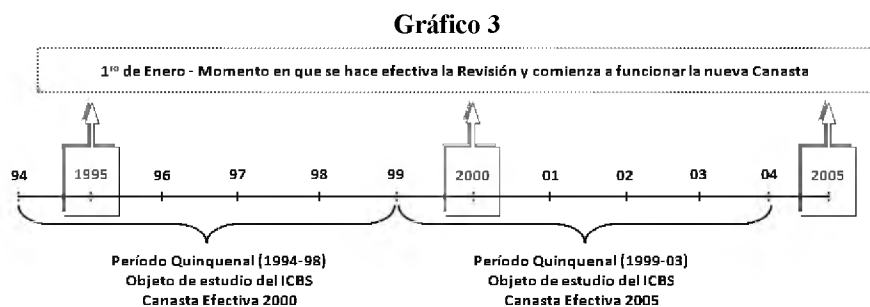 Gráfico 3
1ro de Enero - Momento en que se hace efectiva la Revisión y comienza a funcionar la nueva Canasta
94 1995 96 97 98 99 2000 01 02 03 04 2005
Período Quinquenal (1994-98)
Objeto de estudio del ICBS
Canasta Efectiva 2000
Período Quinquenal (1999-03)
Objeto de estudio del ICBS
Canasta Efectiva 2005